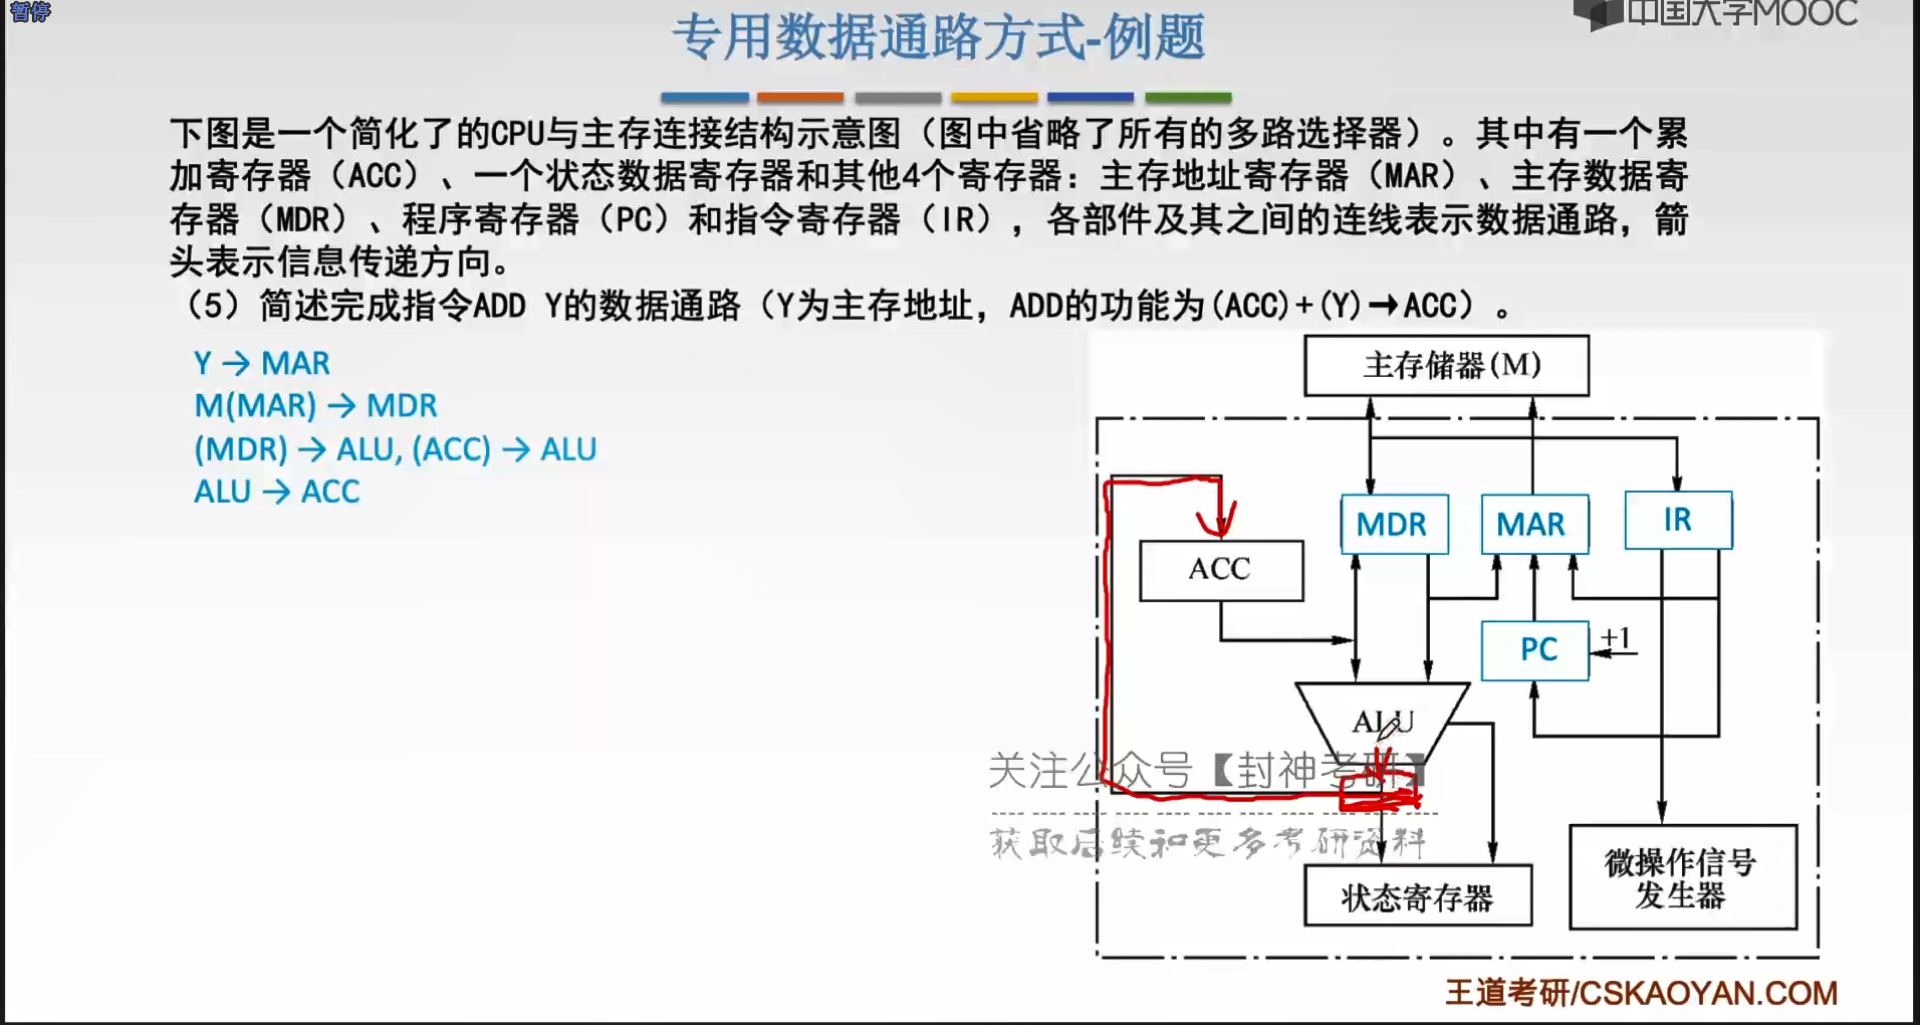 暂停
中国大学MOOC
专用数据通路方式-例题
下图是一个简化了的CPU与主存连接结构示意图（图中省略了所有的多路选择器）。其中有一个累
加寄存器（ACC）、一个状态数据寄存器和其他4个寄存器：主存地址寄存器（MAR）、主存数据寄
存器（MDR）、程序寄存器（PC）和指令寄存器（IR），各部件及其之间的连线表示数据通路，箭
头表示信息传递方向。
（5）简述完成指令ADD Y的数据通路（Y为主存地址，ADD的功能为(ACC)+(Y)→ACC）。
Y → MAR
M(MAR) → MDR
(MDR) → ALU, (ACC) → ALU
ALU → ACC
主存储器(M)
MDR
MAR
IR
ACC
PC
+1
ALU
关注公众号【封神考研】
获取后续和更多考研资料
状态寄存器
微操作信号
发生器
王道考研/CSKAOYAN.COM